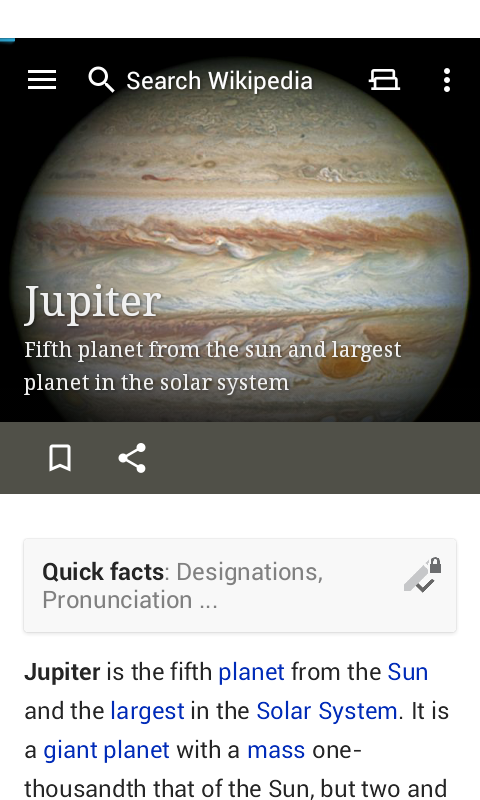 Search Wikipedia
Jupiter
Fifth planet from the sun and largest
planet in the solar system
Quick facts: Designations,
Pronunciation ...
Jupiter is the fifth planet from the Sun
and the largest in the Solar System. It is
a giant planet with a mass one-
thousandth that of the Sun, but two and